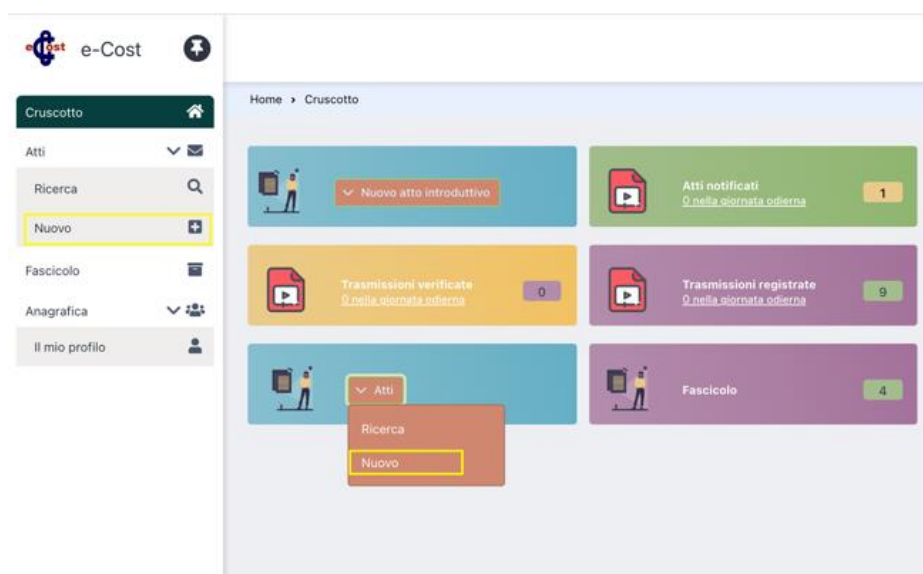 eCost e-Cost
Cruscotto
Atti
Ricerca
Nuovo
Fascicolo
Anagrafica
Il mio profilo
Home › Cruscotto
Nuovo atto introduttivo
Atti notificati
0 nella giornata odierna
1
Trasmissioni verificate
0 nella giornata odierna
0
Trasmissioni registrate
0 nella giornata odierna
9
Atti
Ricerca
Nuovo
Fascicolo
4